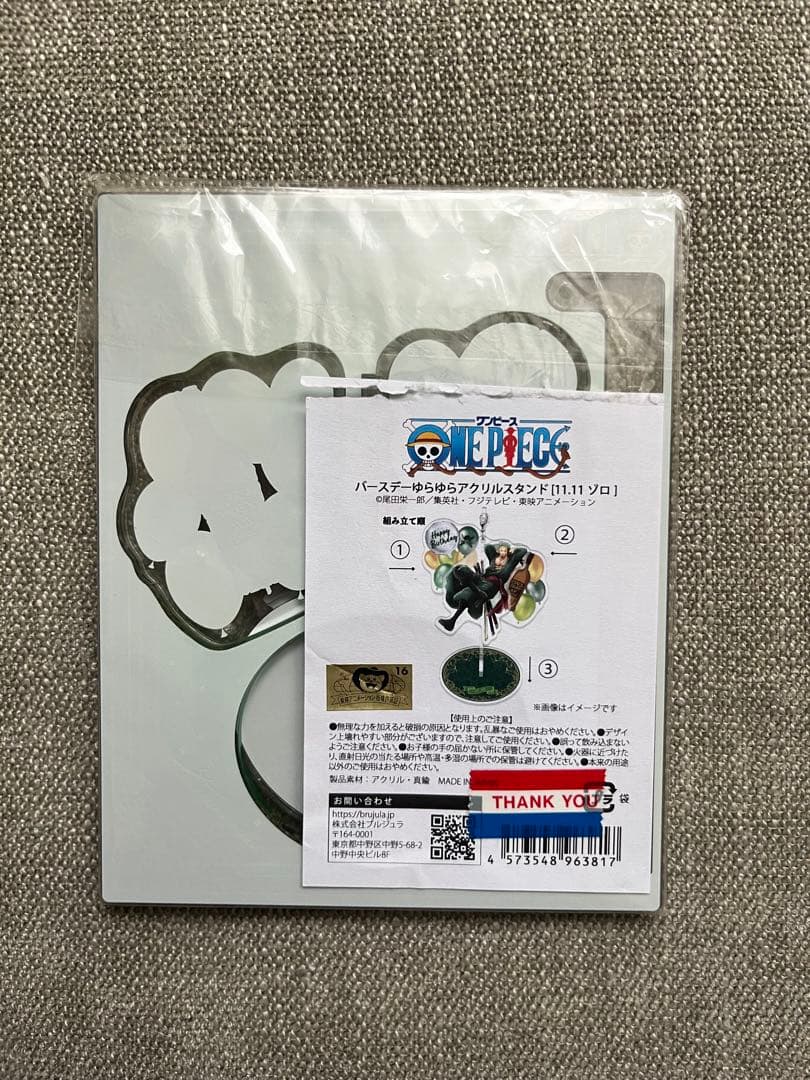 ワンピース
ONE PIECE
バースデーゆらゆらアクリルスタンド[11.11 ゾロ]
©尾田栄一郎／集英社・フジテレビ・東映アニメーション
組み立て順
①
②
Happy Birthday
③
16
※画像はイメージです
【使用上のご注意】
●無理な力を加えると破損の原因となります。乱暴なご使用はおやめください。●デザイン
上壊れやすい部分がございますので、注意してご使用ください。●誤って飲み込まない
ようご注意ください。●お子様の手の届かない所に保管してください。●火器に近づけた
り、直射日光の当たる場所や高温・多湿の場所での保管は避けてください。●本来の用途
以外のご使用はおやめください。
製品素材：アクリル・真鍮 MADE IN
お問い合わせ
https://brujula.jp
株式会社ブルジュラ
〒164-0001
東京都中野区中野5-68-2
中野中央ビル8F
THANK YOU
プラ 袋
4 573548 963817